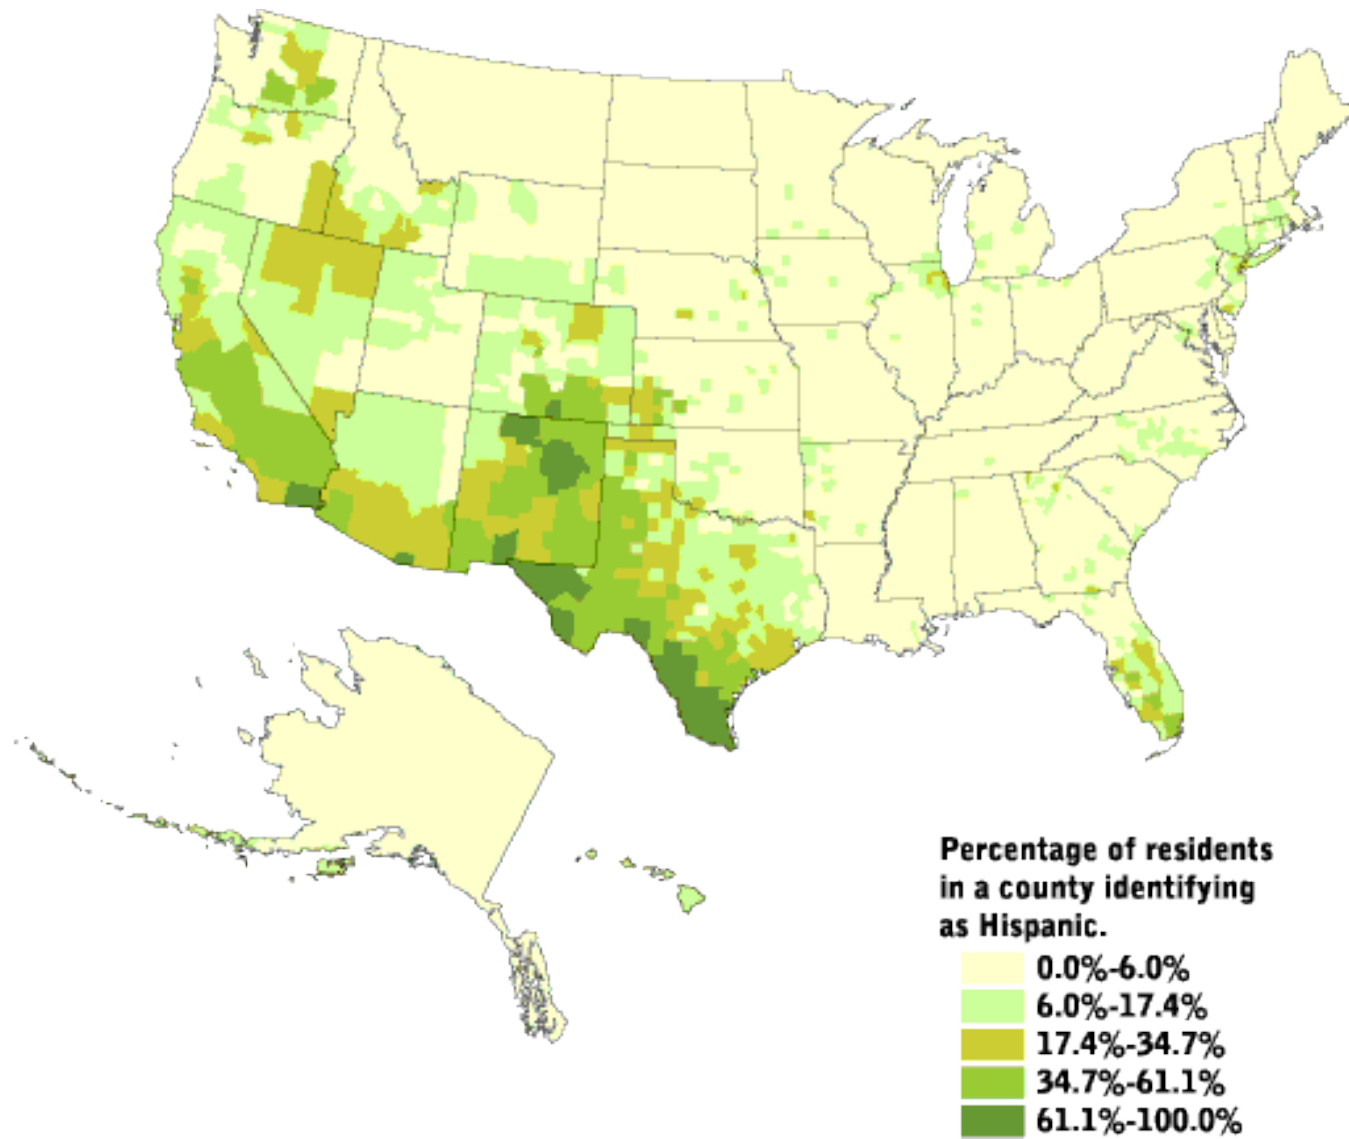 Percentage of residents
in a county identifying
as Hispanic.
0.0%-6.0%
6.0%-17.4%
17.4%-34.7%
34.7%-61.1%
61.1%-100.0%